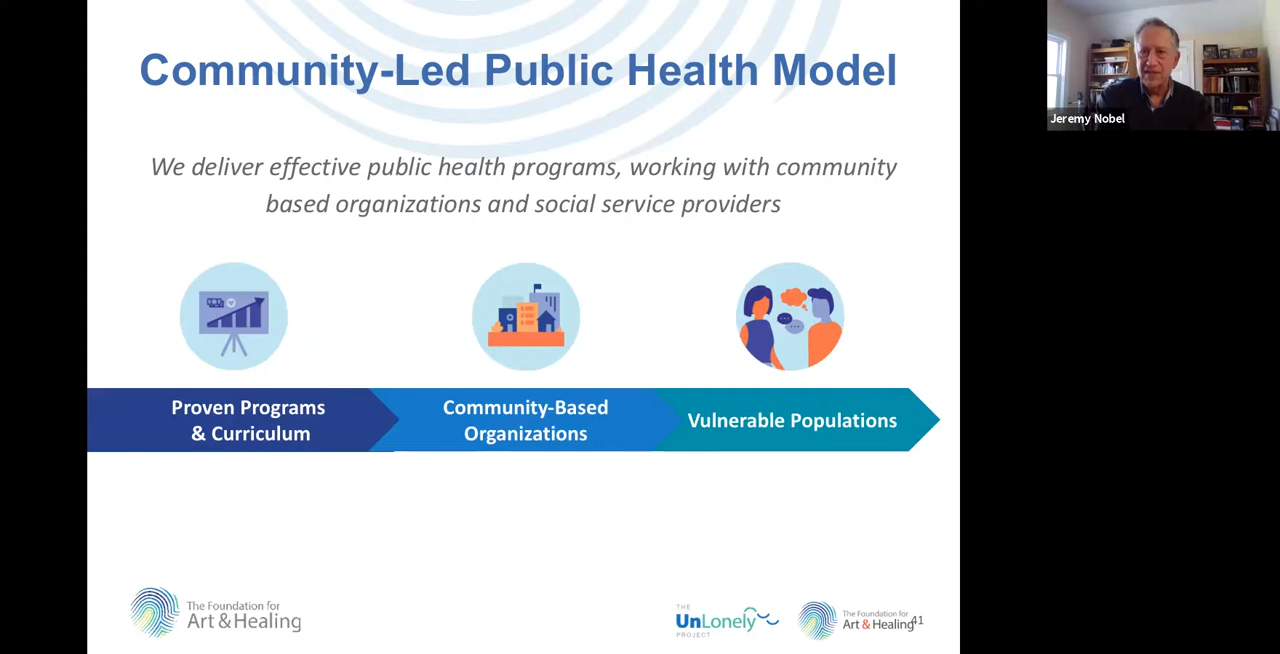 Community-Led Public Health Model
Jeremy Nobel
We deliver effective public health programs, working with community
based organizations and social service providers
Proven Programs
& Curriculum
Community-Based
Organizations
Vulnerable Populations
The Foundation for
Art & Healing
THE
UnLonely
PROJECT
The Foundation for
Art & Healing
41